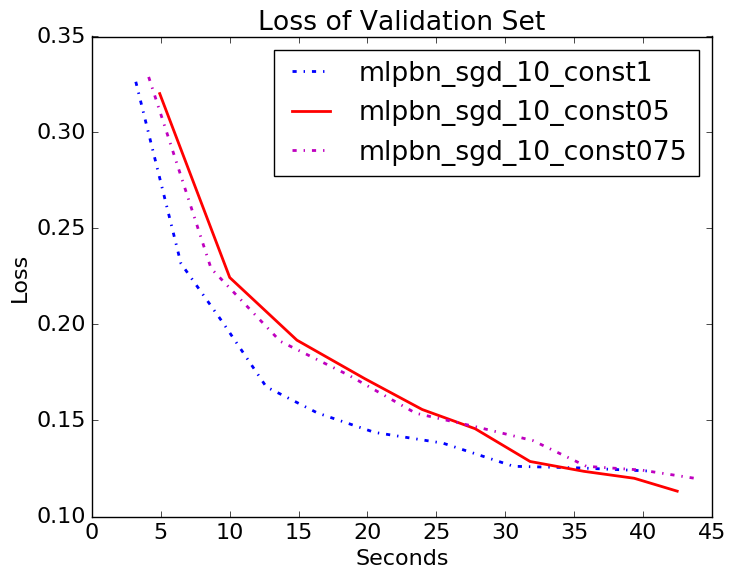 Loss of Validation Set
mlpbn_sgd_10_const1
mlpbn_sgd_10_const05
mlpbn_sgd_10_const075
Loss
0.35
0.30
0.25
0.20
0.15
0.10
0 5 10 15 20 25 30 35 40 45
Seconds